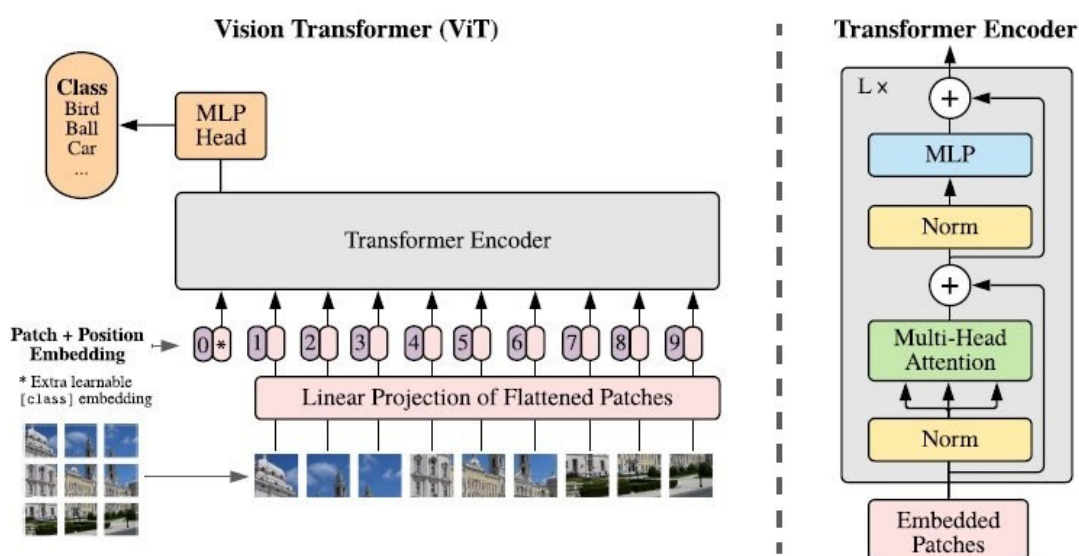 Vision Transformer (ViT)
Class
Bird
Ball
Car
...
MLP
Head
Transformer Encoder
0 * 1 2 3 4 5 6 7 8 9
Patch + Position
Embedding
* Extra learnable
[class] embedding
Linear Projection of Flattened Patches
Transformer Encoder
L ×
+
MLP
Norm
+
Multi-Head
Attention
Norm
Embedded
Patches